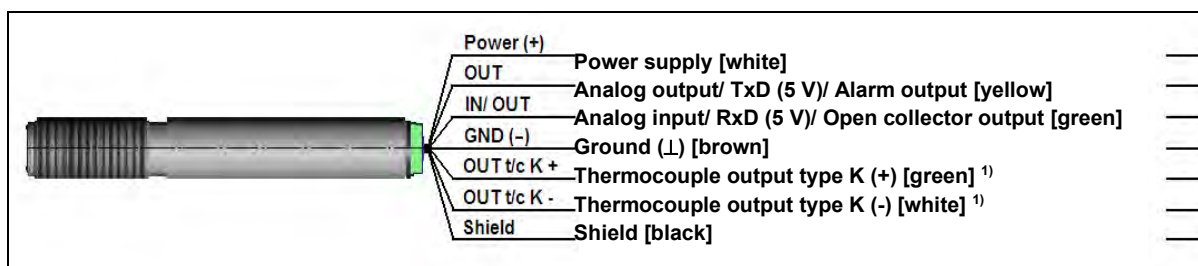 Power (+)
Power supply [white]
OUT
Analog output/ TxD (5 V)/ Alarm output [yellow]
IN/ OUT
Analog input/ RxD (5 V)/ Open collector output [green]
GND (–)
Ground (⊥) [brown]
OUT t/c K +
Thermocouple output type K (+) [green] ¹⁾
OUT t/c K -
Thermocouple output type K (-) [white] ¹⁾
Shield
Shield [black]